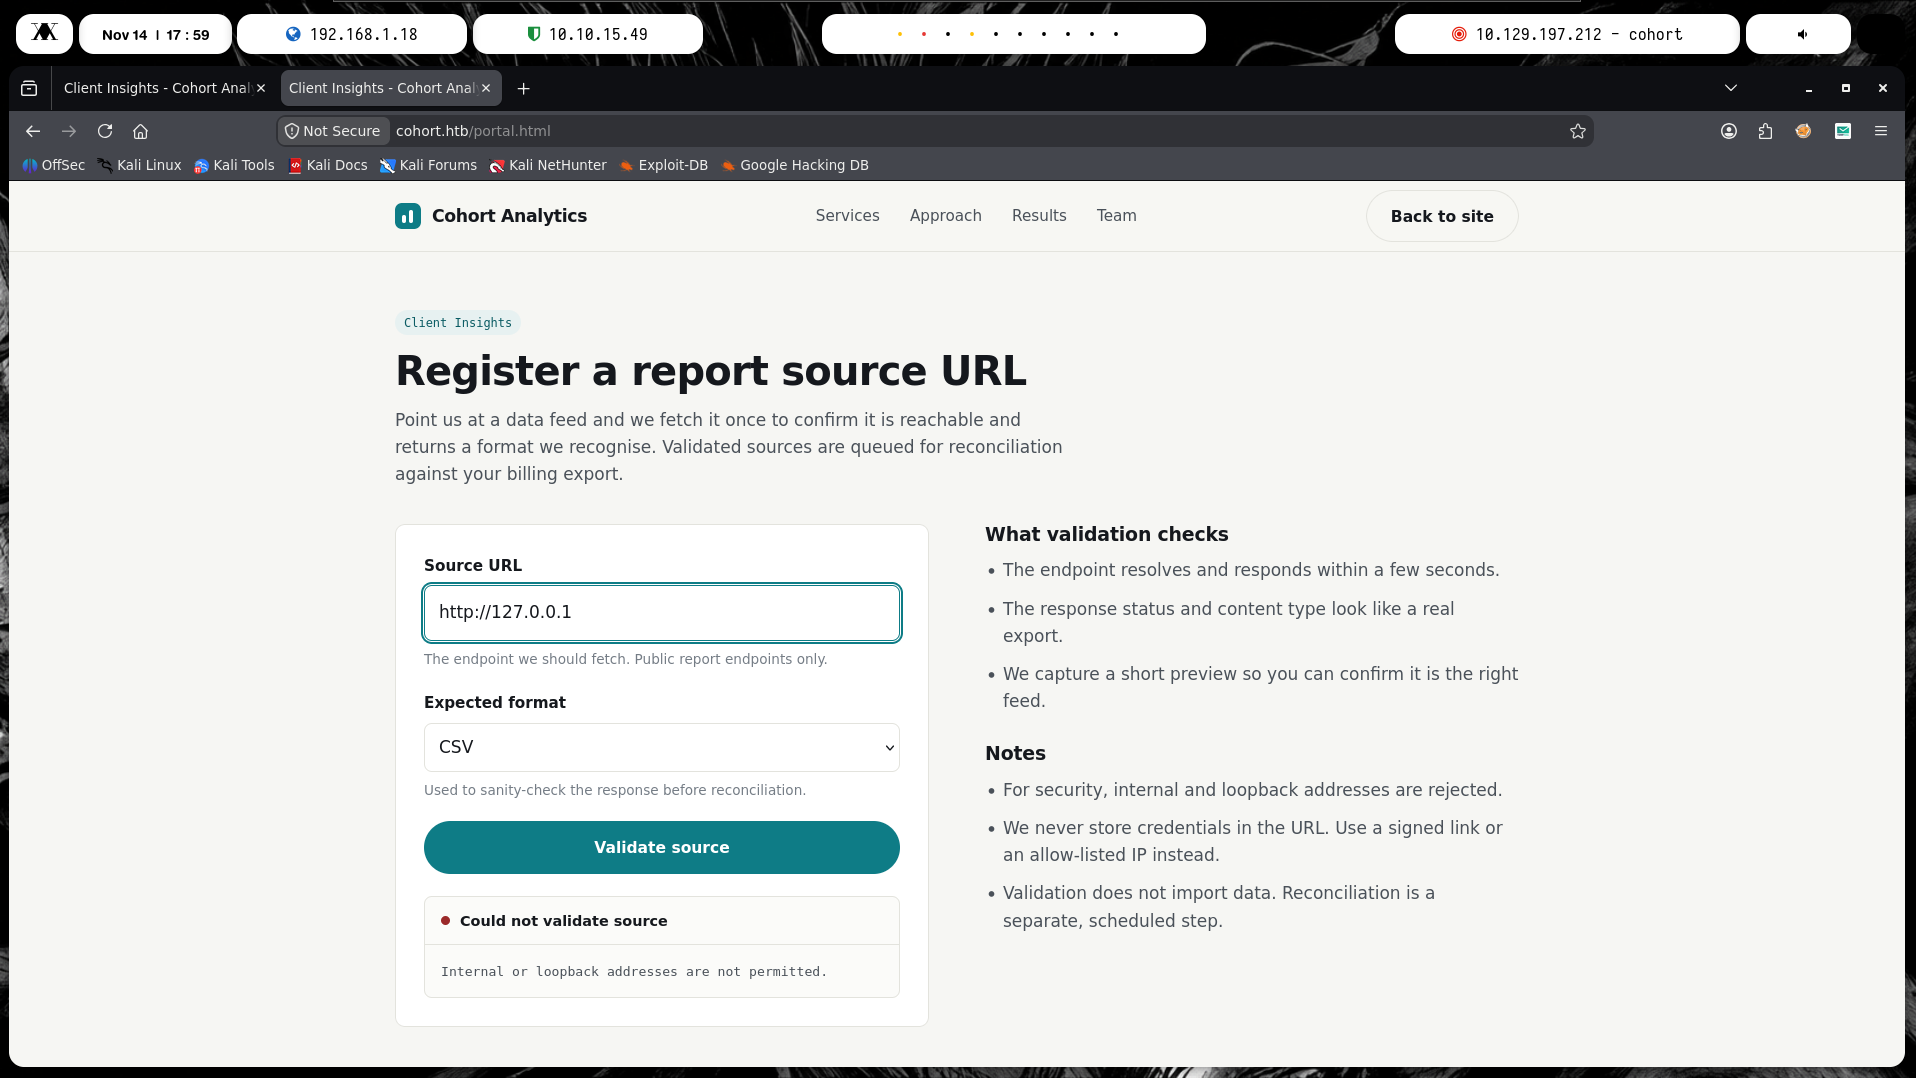 Nov 14 | 17 : 59
192.168.1.18
10.10.15.49
10.129.197.212 - cohort
Client Insights - Cohort Anal
Client Insights - Cohort Anal
Not Secure
cohort.htb/portal.html
OffSec
Kali Linux
Kali Tools
Kali Docs
Kali Forums
Kali NetHunter
Exploit-DB
Google Hacking DB
Cohort Analytics
Services
Approach
Results
Team
Back to site
Client Insights
Register a report source URL
Point us at a data feed and we fetch it once to confirm it is reachable and
returns a format we recognise. Validated sources are queued for reconciliation
against your billing export.
Source URL
http://127.0.0.1
The endpoint we should fetch. Public report endpoints only.
Expected format
CSV
Used to sanity-check the response before reconciliation.
Validate source
Could not validate source
Internal or loopback addresses are not permitted.
What validation checks
The endpoint resolves and responds within a few seconds.
The response status and content type look like a real
export.
We capture a short preview so you can confirm it is the right
feed.
Notes
For security, internal and loopback addresses are rejected.
We never store credentials in the URL. Use a signed link or
an allow-listed IP instead.
Validation does not import data. Reconciliation is a
separate, scheduled step.